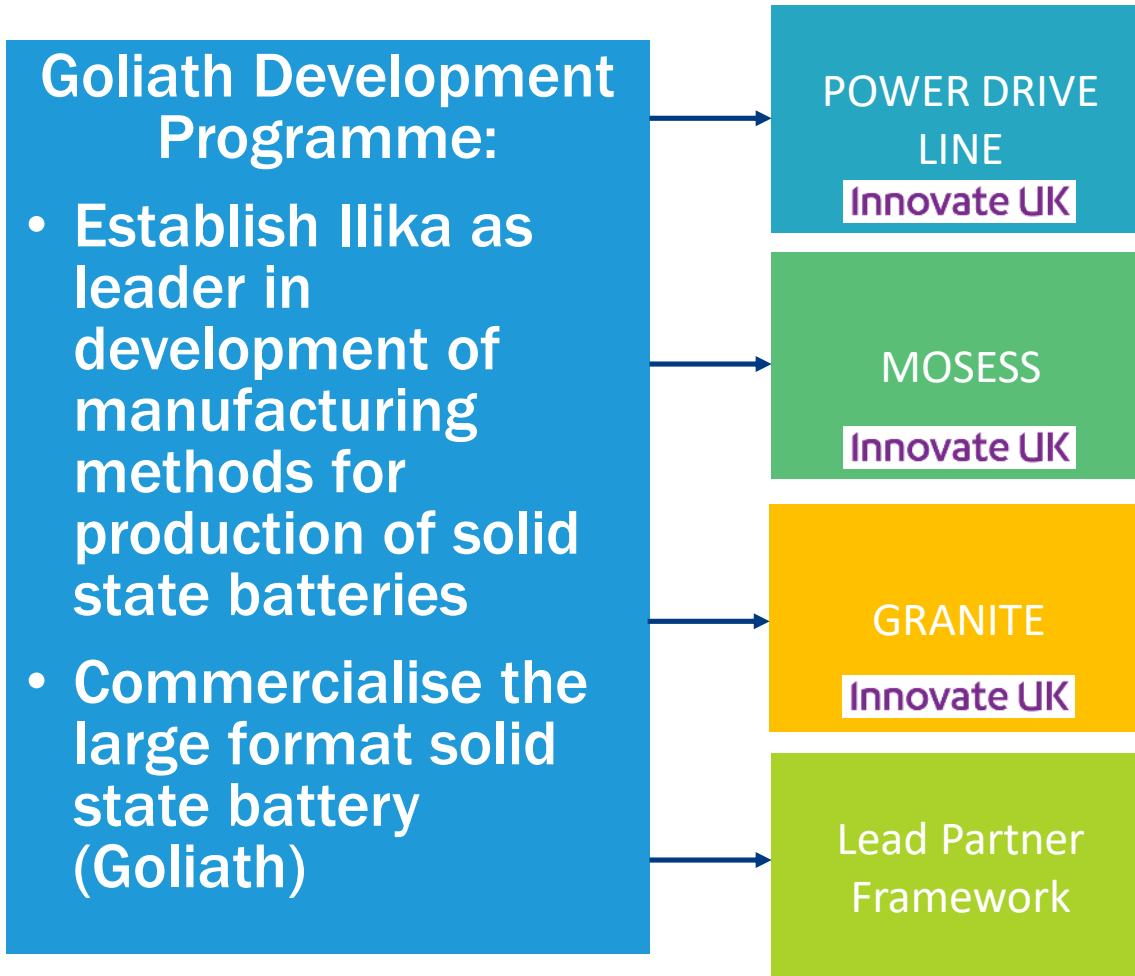 Goliath Development
Programme:
• Establish Ilika as
leader in
development of
manufacturing
methods for
production of solid
state batteries
• Commercialise the
large format solid
state battery
(Goliath)
POWER DRIVE
LINE
Innovate UK
MOSESS
Innovate UK
GRANITE
Innovate UK
Lead Partner
Framework